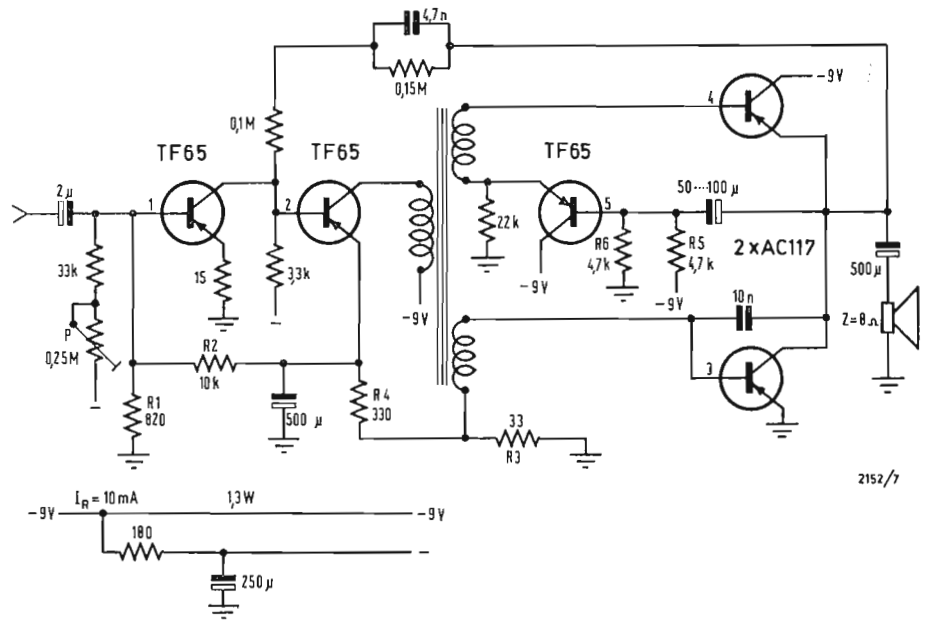 4,7n
0,15M
-9V
4
0,1M
TF65
TF65
TF65
2µ
1
2
5
50···100µ
22k
R6
4,7k
R5
4,7k
2xAC117
33k
15
3,3k
-9V
-9V
-9V
500µ
10n
Z=8Ω
P
0,25M
R2
10k
3
R1
820
500 µ
R4
330
33
R3
2152/7
I_R = 10mA
1,3W
-9V
-9V
180
-
250µ